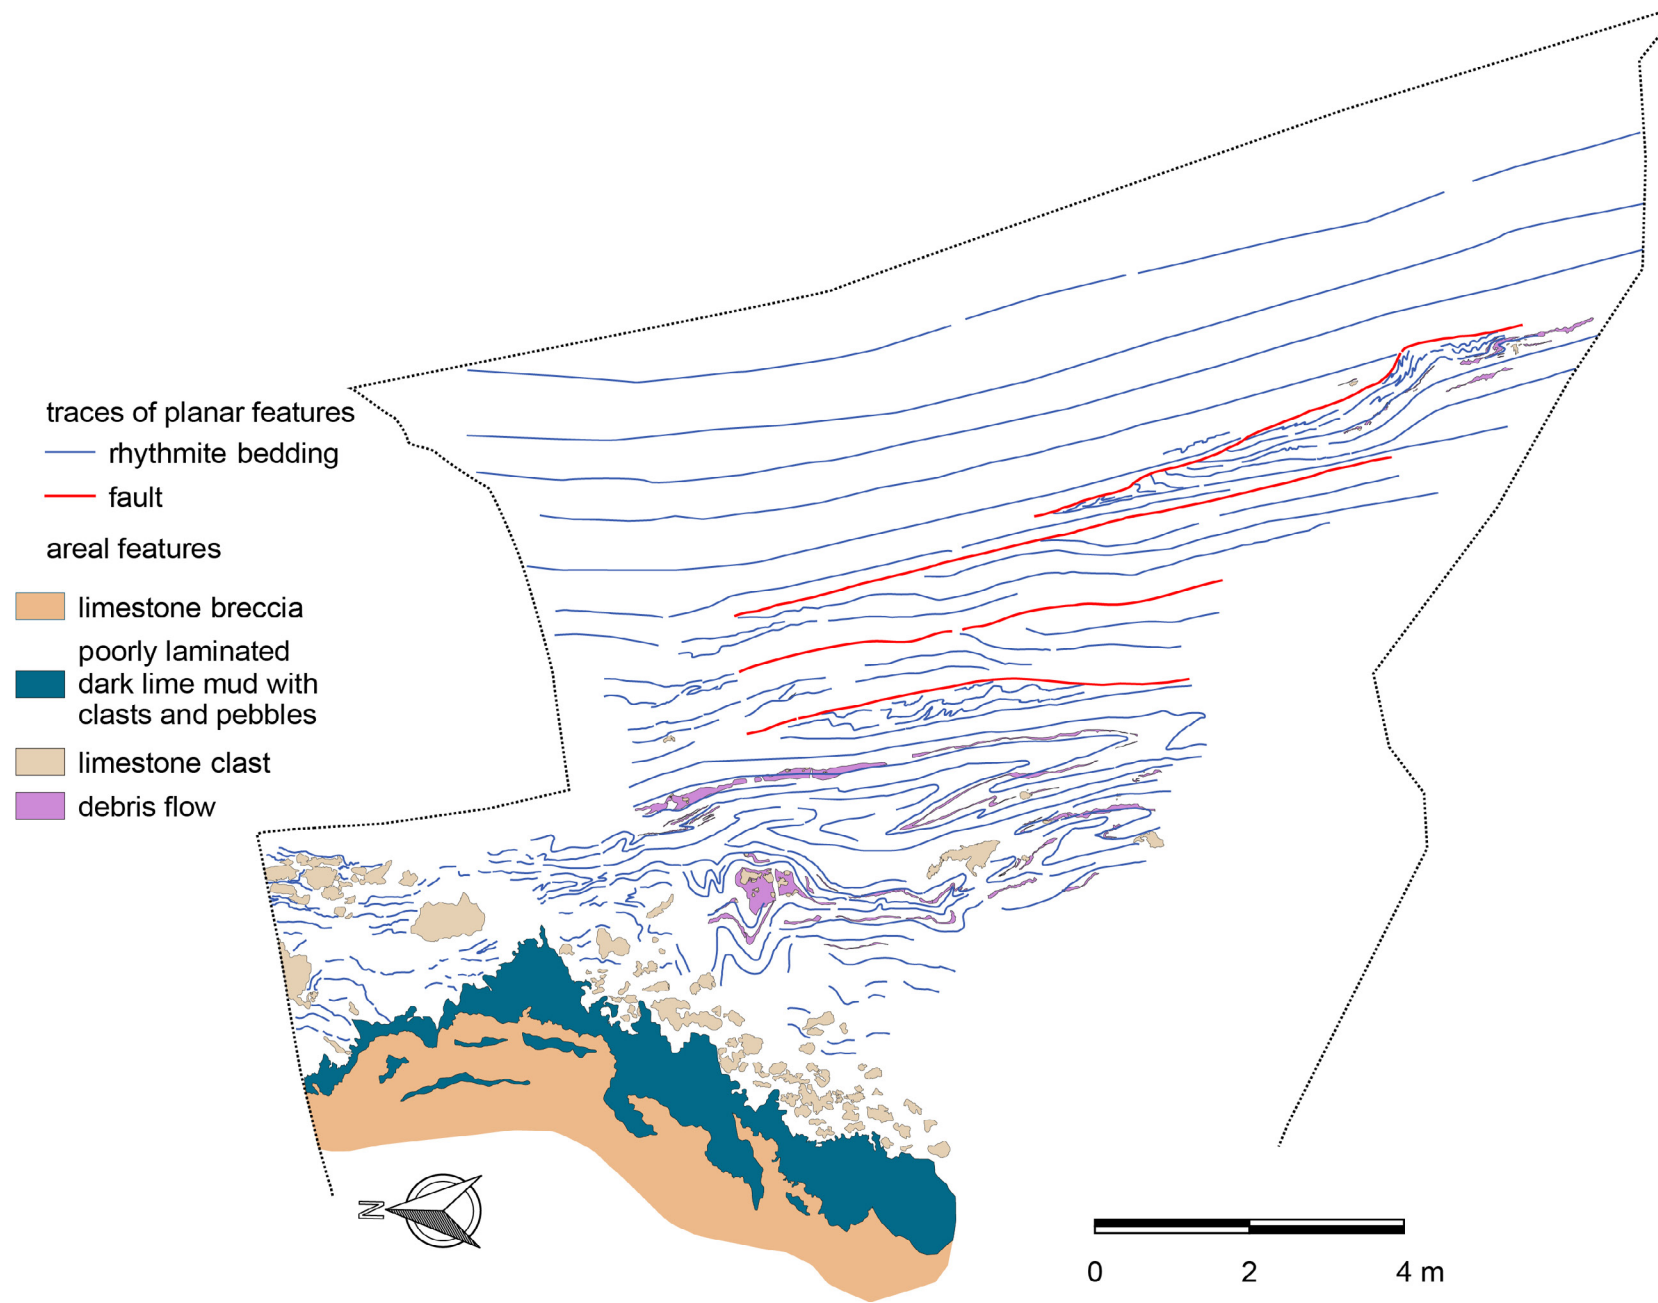 traces of planar features
rhythmite bedding
fault
areal features
limestone breccia
poorly laminated
dark lime mud with
clasts and pebbles
limestone clast
debris flow
N
0 2 4 m